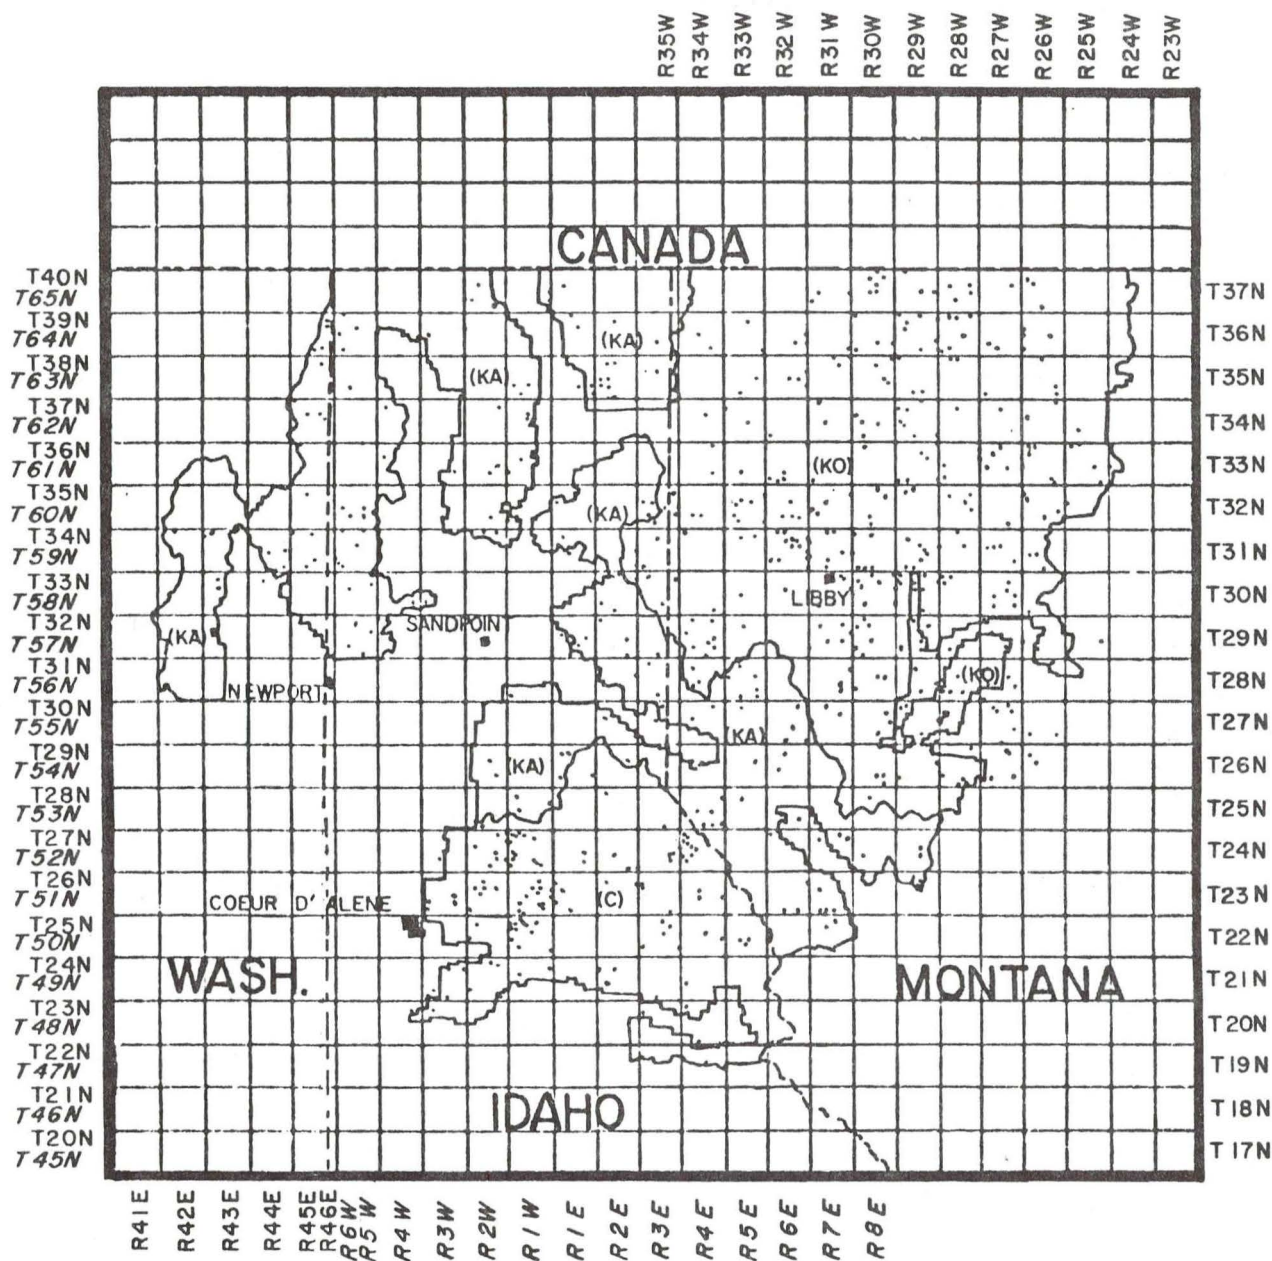 R35W R34W R33W R32W R31W R30W R29W R28W R27W R26W R25W R24W R23W
CANADA
T40N
T65N T37N
T39N
T64N (KA) T36N
T38N
T63N (KA) T35N
T37N
T62N T34N
T36N
T61N (KO) T33N
T35N
T60N (KA) T32N
T34N
T59N T31N
T33N
T58N LIBBY T30N
T32N SANDPOINT
T57N (KA) T29N
T31N
T56N NEWPORT (KO) T28N
T30N
T55N (KA) T27N
T29N
T54N (KA) T26N
T28N
T53N T25N
T27N
T52N T24N
T26N
T51N COEUR D' ALENE (C) T23N
T25N
T50N T22N
T24N
T49N WASH. MONTANA T21N
T23N
T48N T20N
T22N
T47N T19N
T21N
T46N IDAHO T18N
T20N
T45N T17N
R41E R42E R43E R44E R45E R46E R6W R5W R4W R3W R2W R1W R1E R2E R3E R4E R5E R6E R7E R8E